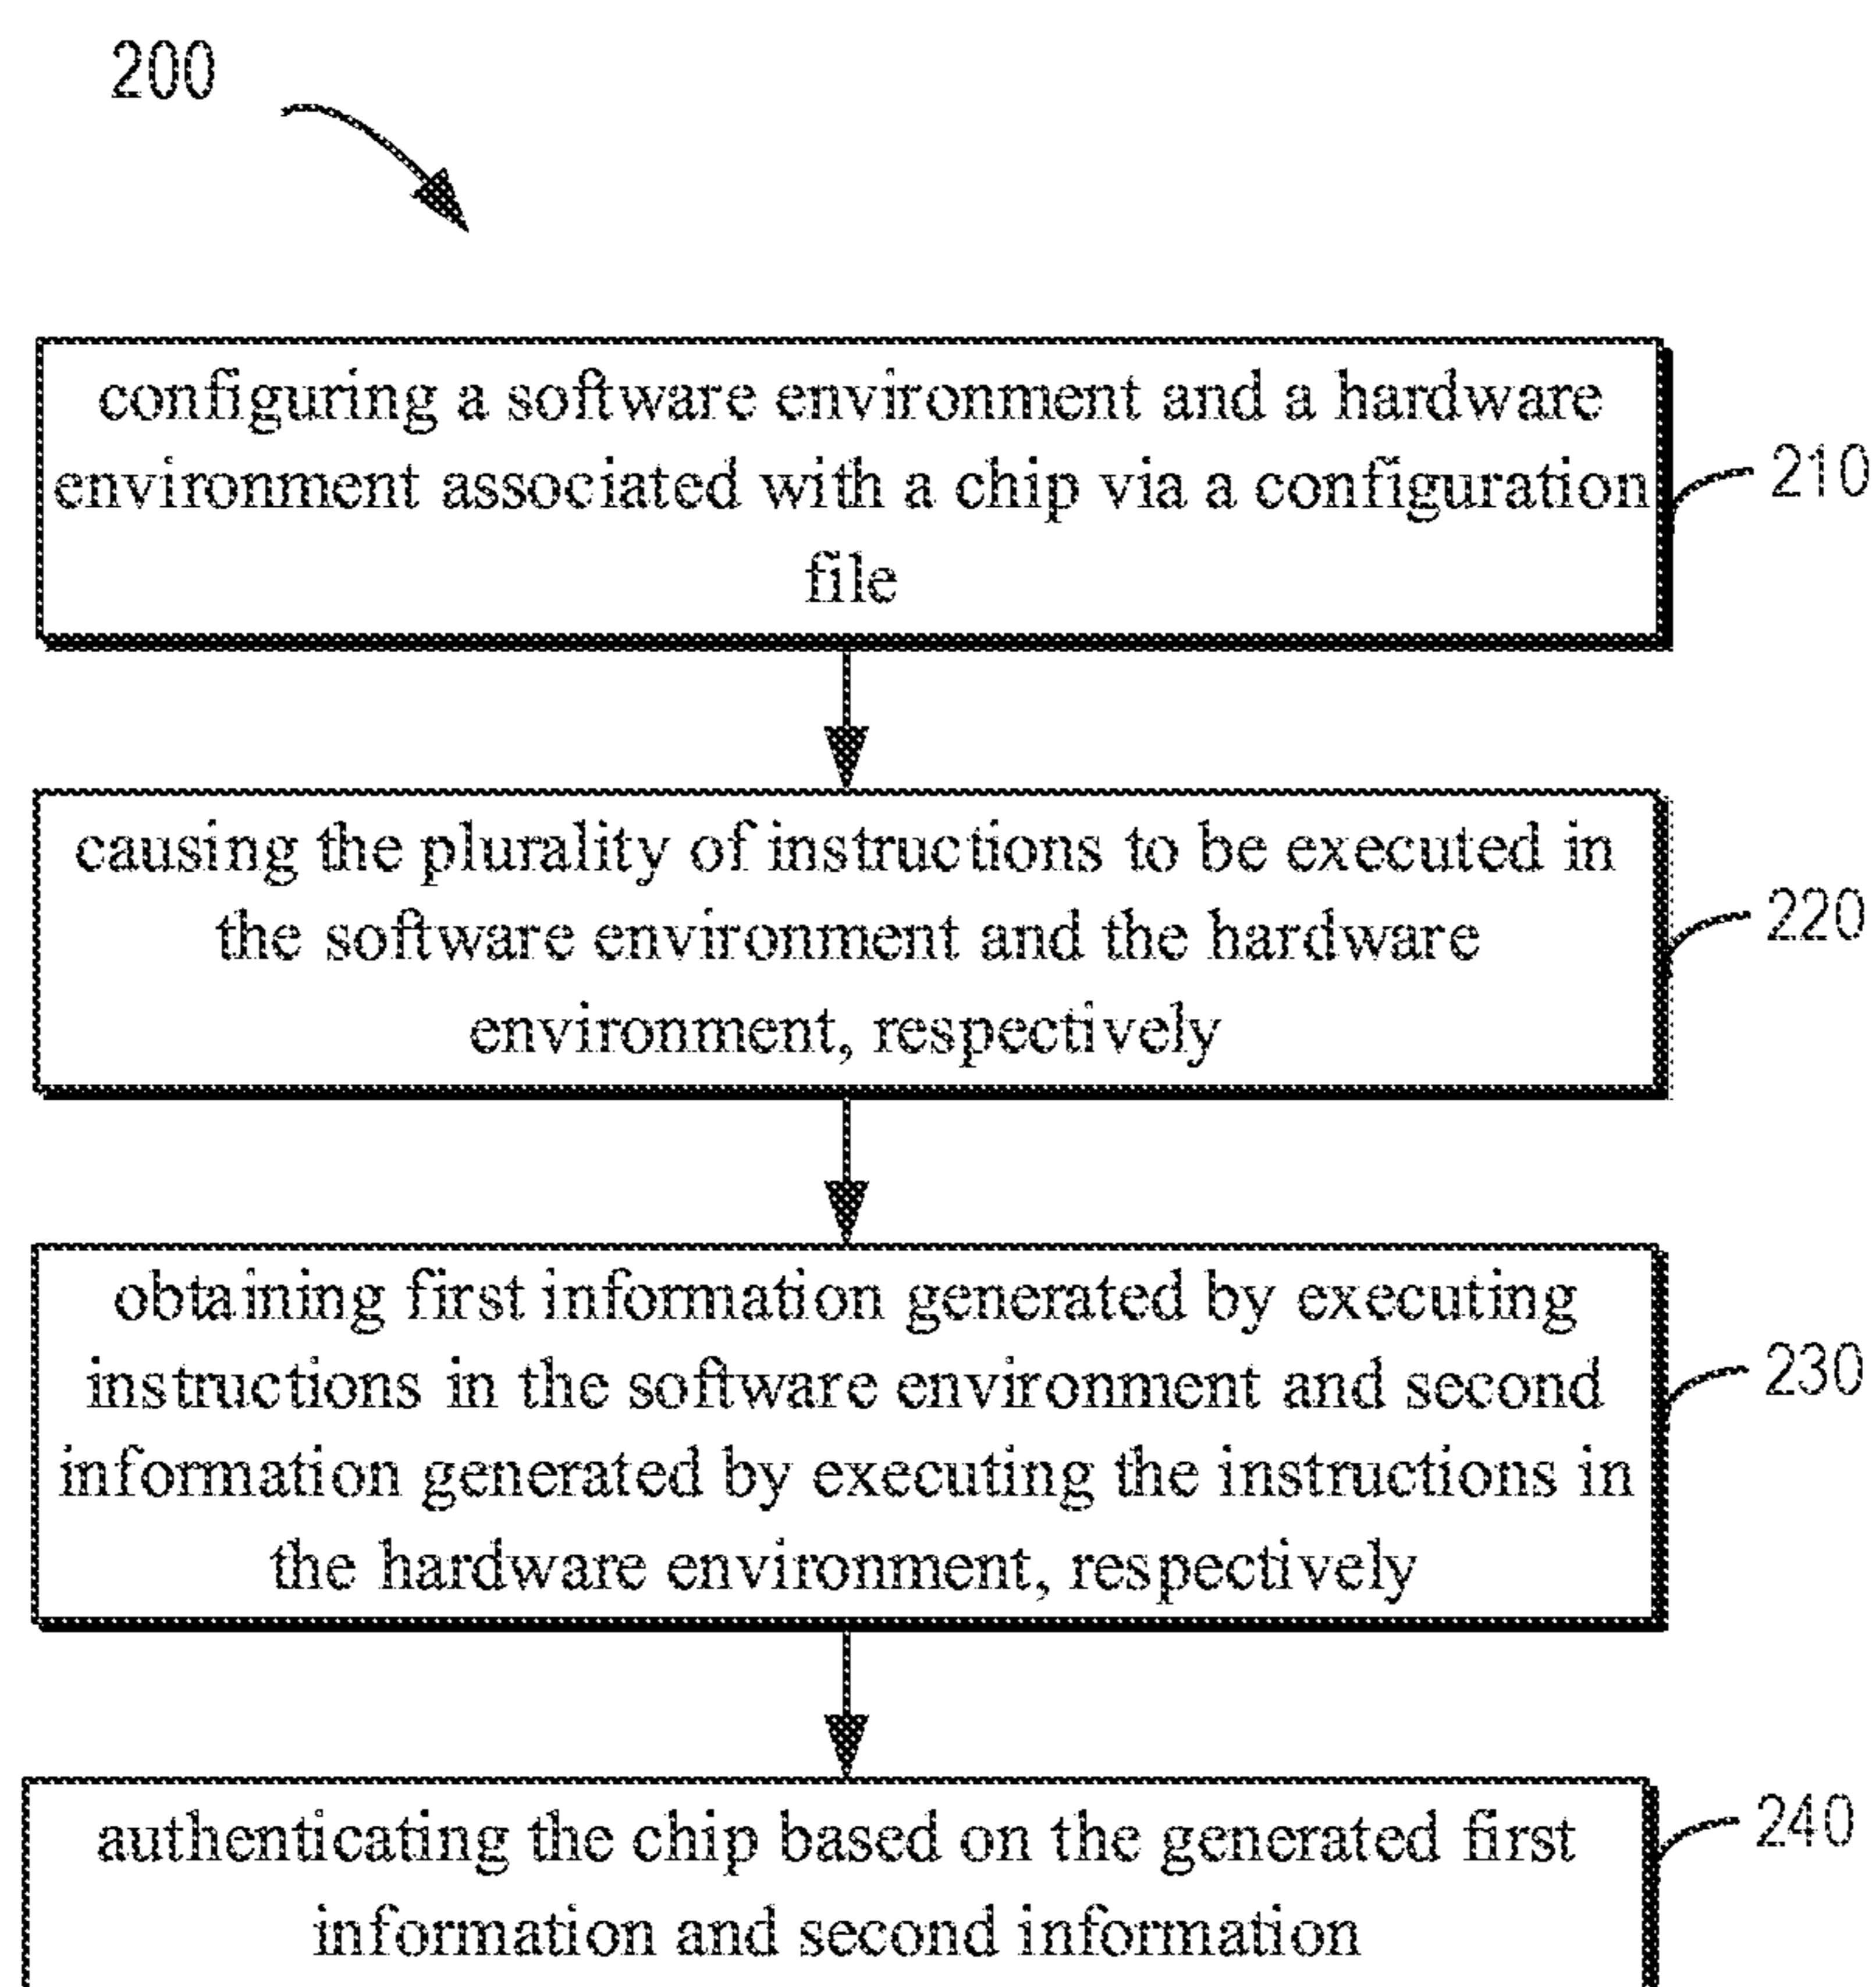 200
configuring a software environment and a hardware
environment associated with a chip via a configuration
file
210
causing the plurality of instructions to be executed in
the software environment and the hardware
environment, respectively
220
obtaining first information generated by executing
instructions in the software environment and second
information generated by executing the instructions in
the hardware environment, respectively
230
authenticating the chip based on the generated first
information and second information
240